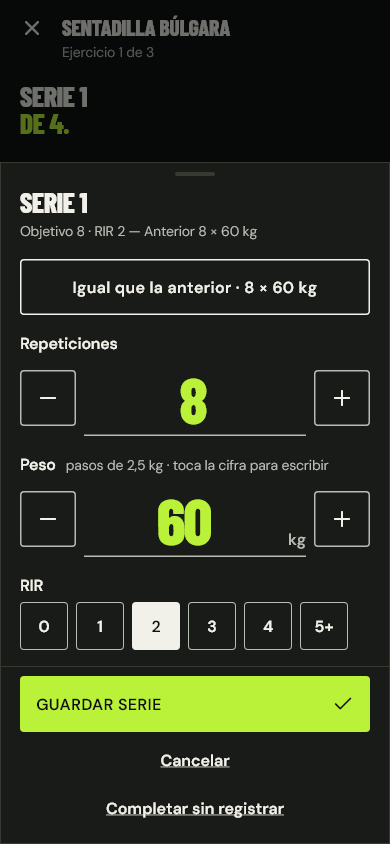 SENTADILLA BÚLGARA
Ejercicio 1 de 3
SERIE 1
DE 4.
SERIE 1
Objetivo 8 · RIR 2 — Anterior 8 × 60 kg
Igual que la anterior · 8 × 60 kg
Repeticiones
8
Peso pasos de 2,5 kg · toca la cifra para escribir
60 kg
RIR
0 1 2 3 4 5+
GUARDAR SERIE
Cancelar
Completar sin registrar